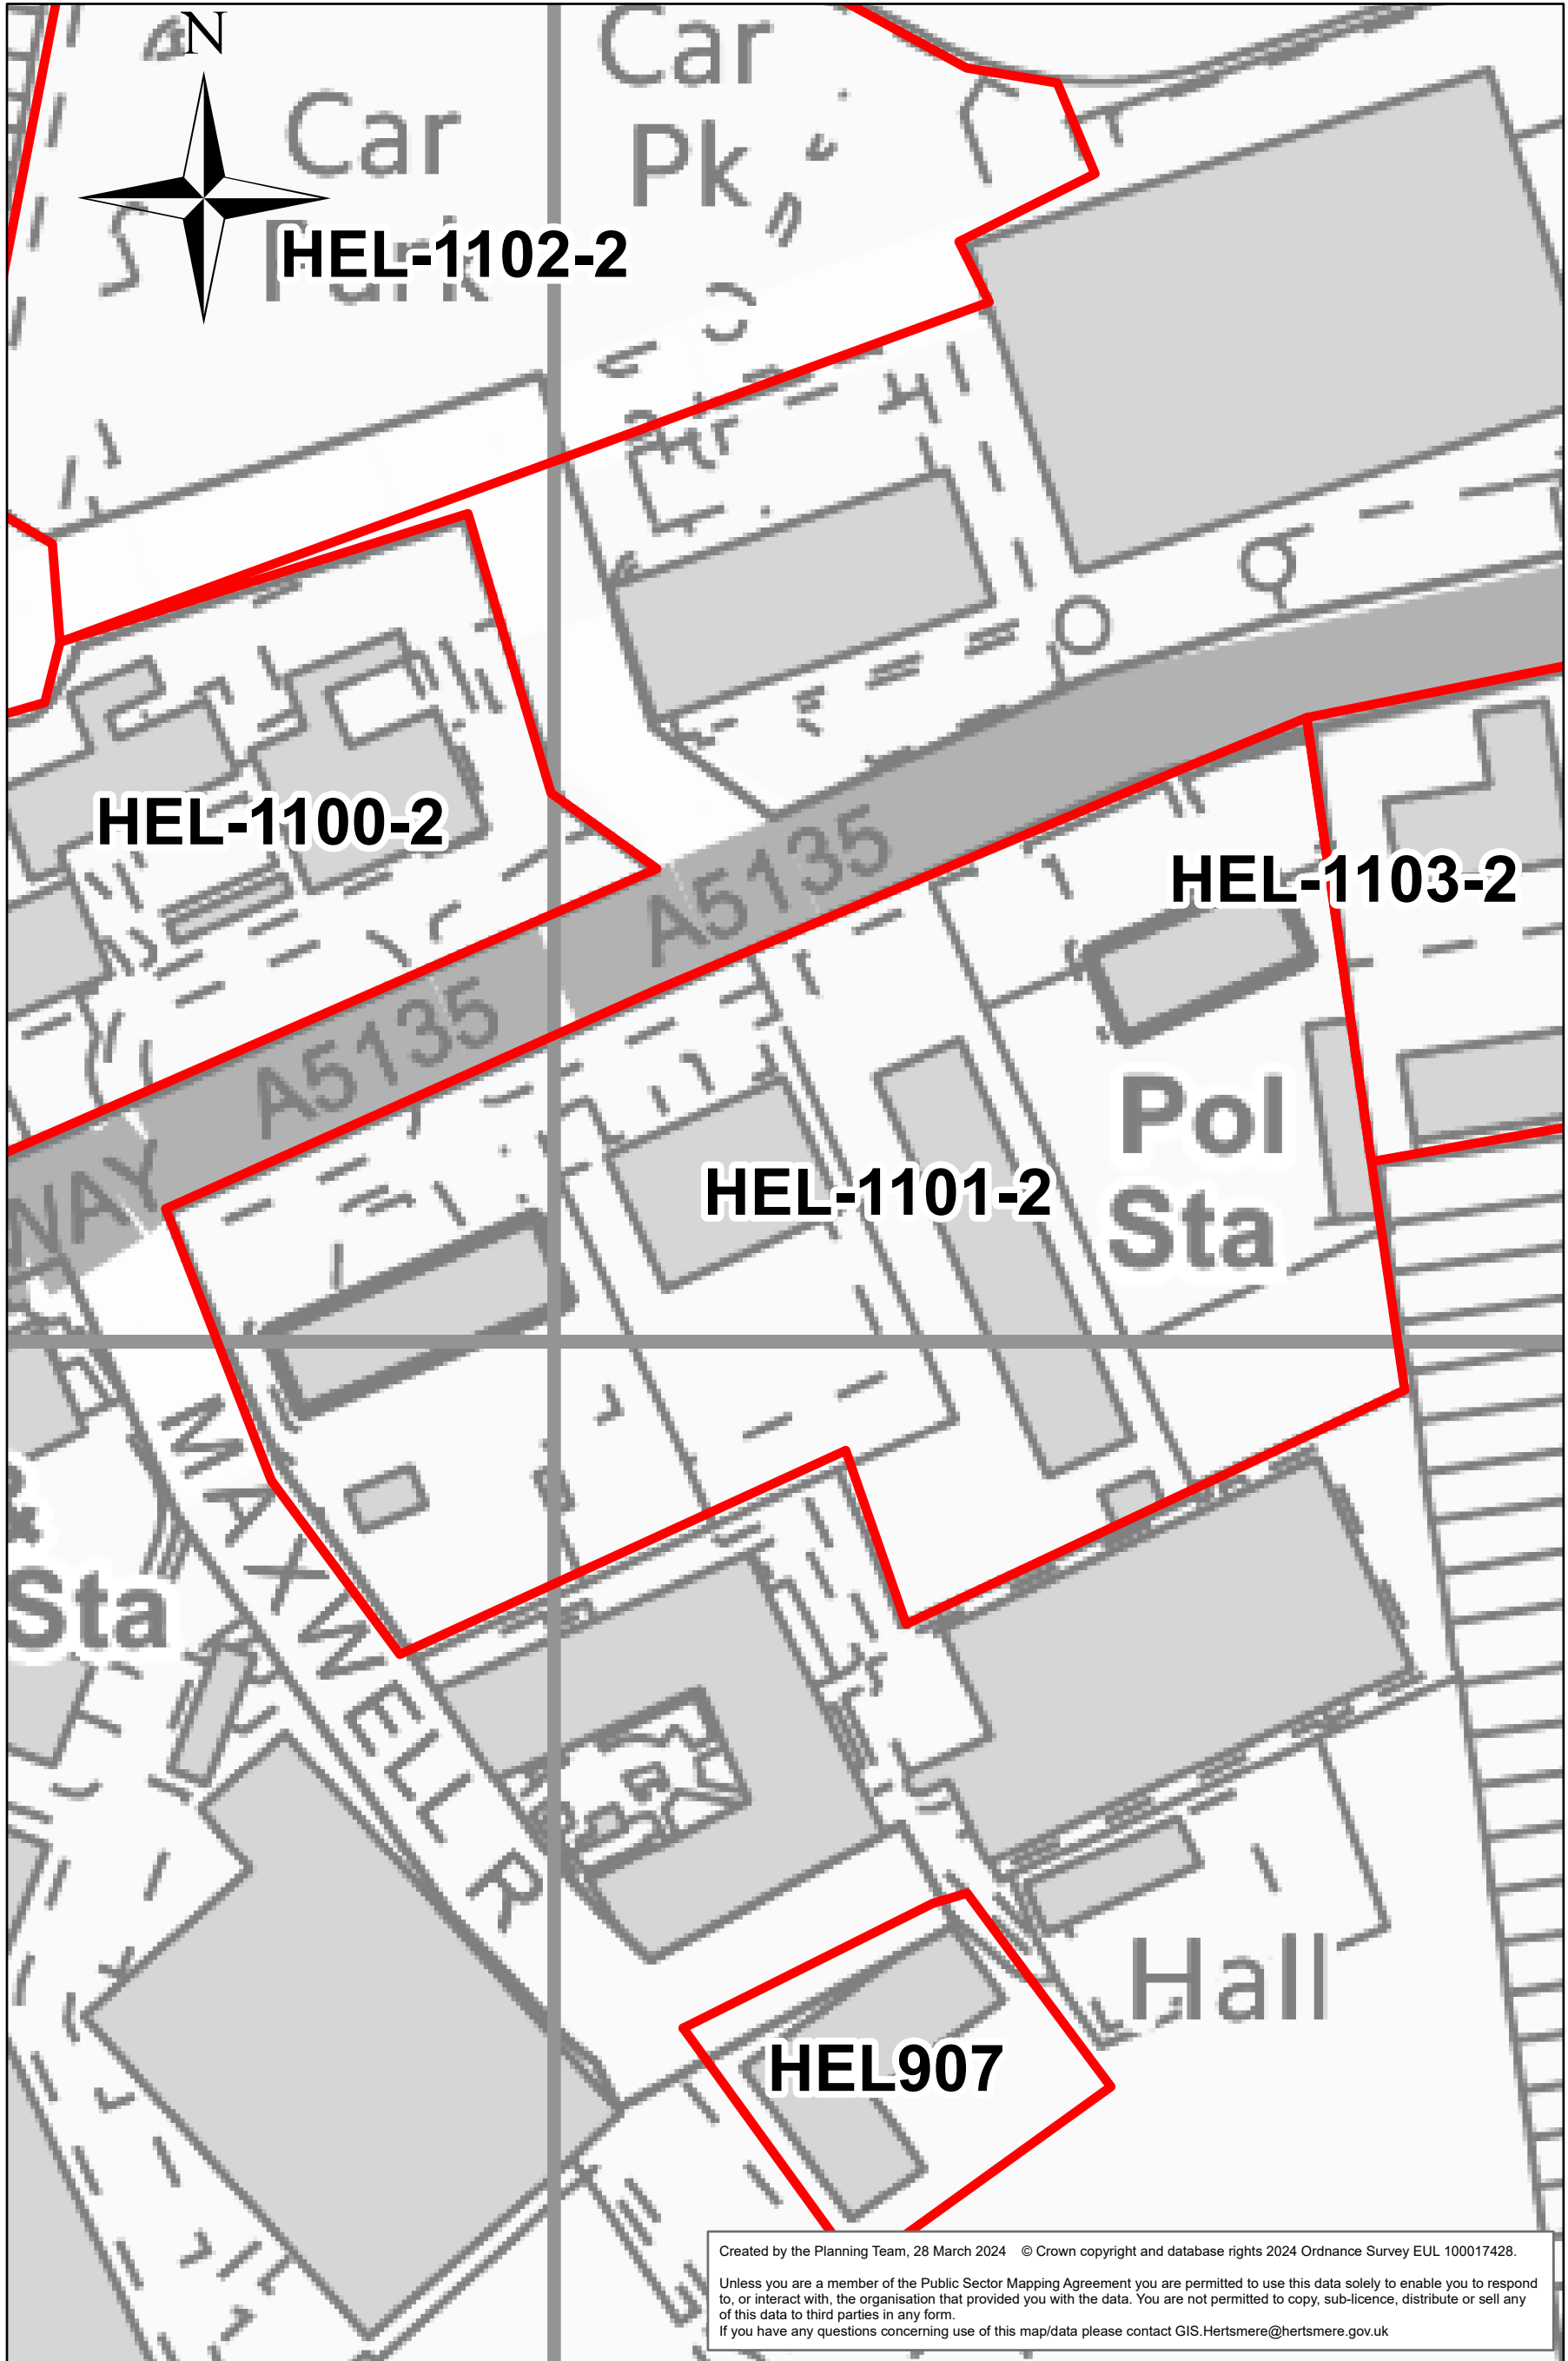 N
Car
Pk
Car
Park
HEL-1102-2
HEL-1100-2
A5135
HEL-1103-2
A5135
Pol
Sta
HEL-1101-2
WAY
MAXWELL R
Sta
Hall
HEL907
Created by the Planning Team, 28 March 2024 © Crown copyright and database rights 2024 Ordnance Survey EUL 100017428.
Unless you are a member of the Public Sector Mapping Agreement you are permitted to use this data solely to enable you to respond
to, or interact with, the organisation that provided you with the data. You are not permitted to copy, sub-licence, distribute or sell any
of this data to third parties in any form.
If you have any questions concerning use of this map/data please contact GIS.Hertsmere@hertsmere.gov.uk